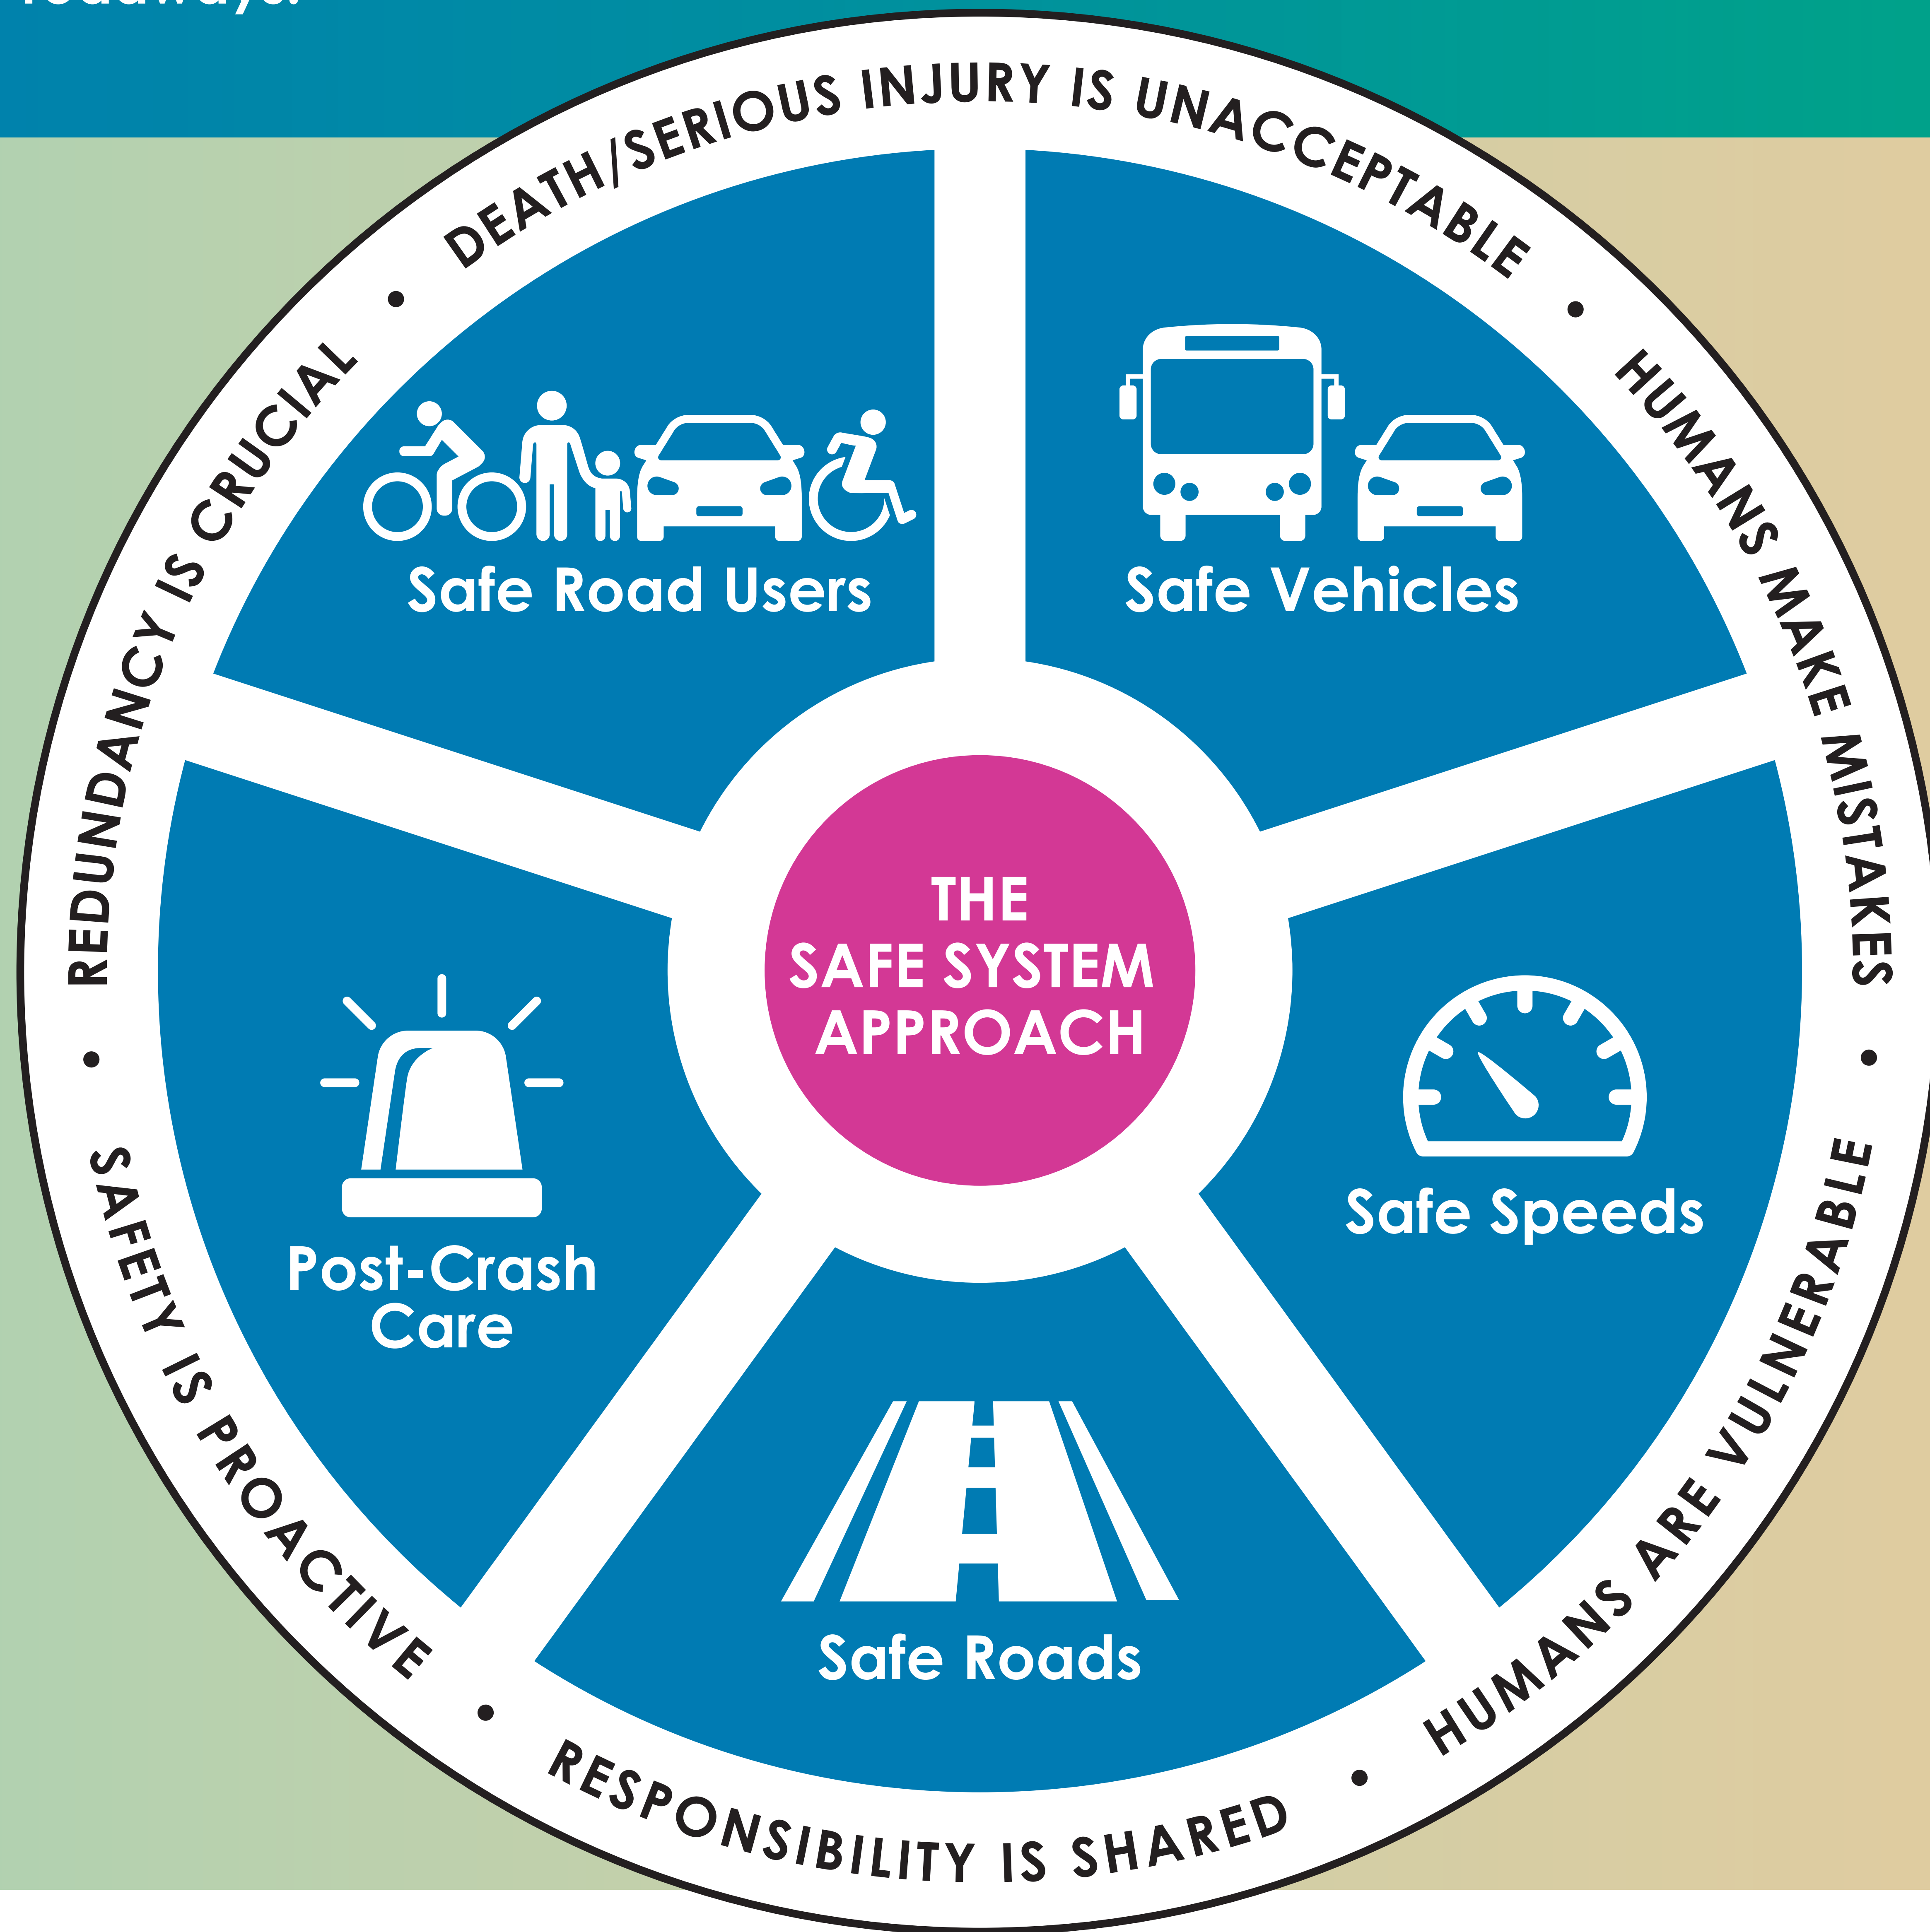 DEATH/SERIOUS INJURY IS UNACCEPTABLE
•
HUMANS MAKE MISTAKES
•
HUMANS ARE VULNERABLE
•
RESPONSIBILITY IS SHARED
•
SAFETY IS PROACTIVE
•
REDUNDANCY IS CRUCIAL
•
Safe Road Users
Safe Vehicles
THE
SAFE SYSTEM
APPROACH
Safe Speeds
Post-Crash
Care
Safe Roads